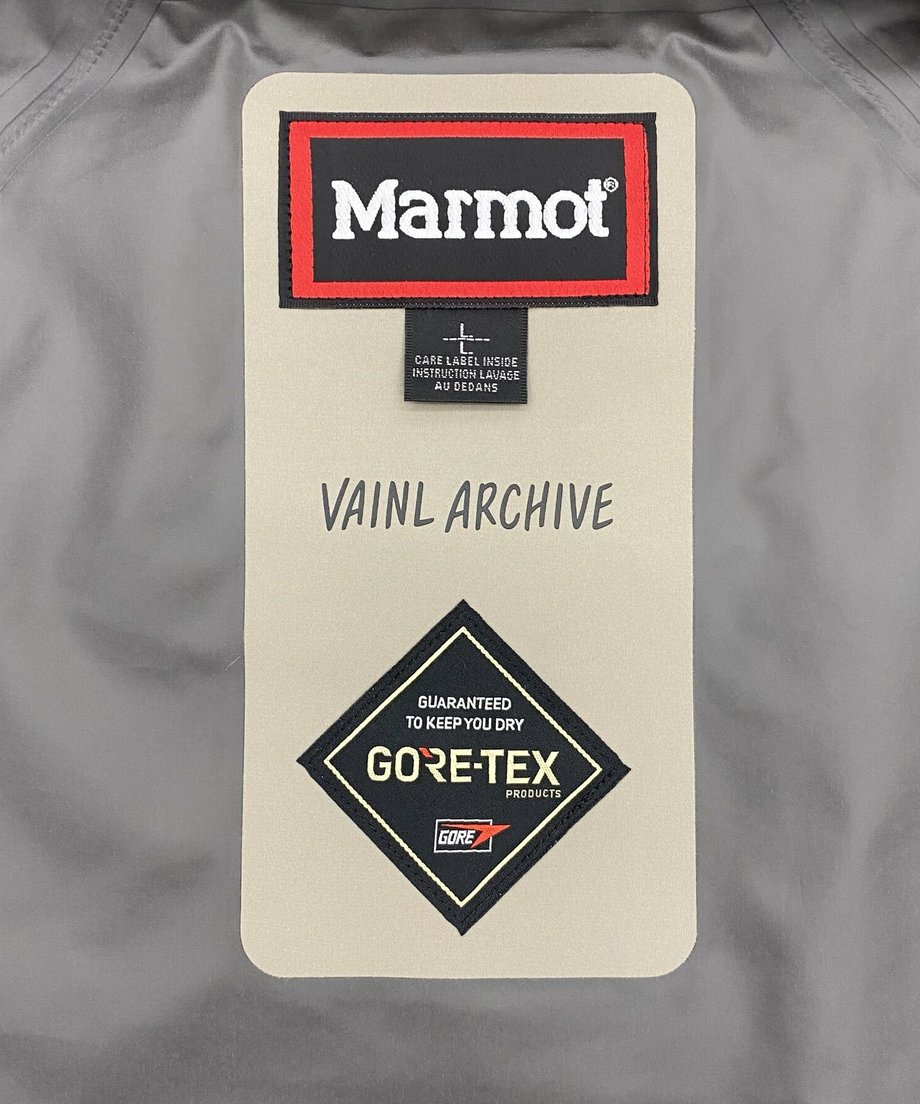 Marmot®
L
L
CARE LABEL INSIDE
INSTRUCTION LAVAGE
AU DEDANS
VAINL ARCHIVE
GUARANTEED
TO KEEP YOU DRY
GORE-TEX
PRODUCTS
GORE